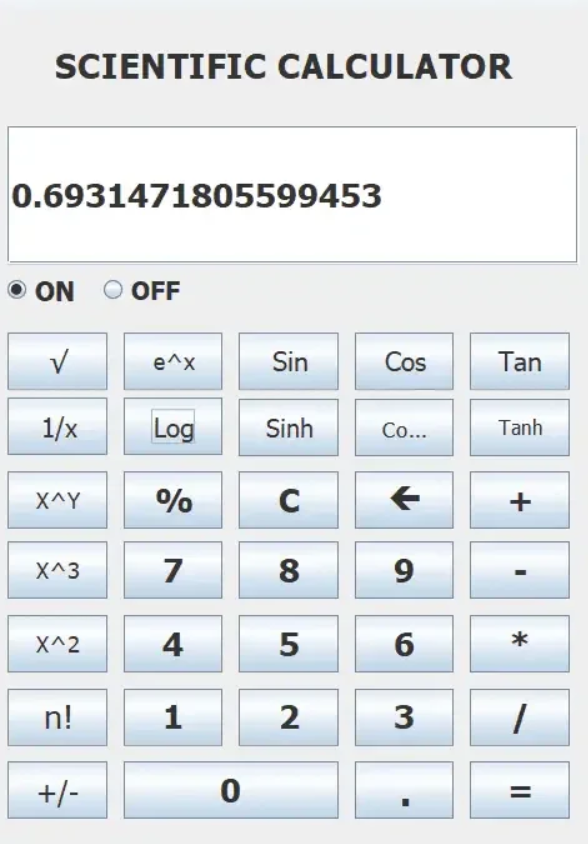 SCIENTIFIC CALCULATOR
0.6931471805599453
ON OFF
√ e^x Sin Cos Tan
1/x Log Sinh Co... Tanh
X^Y % C ← +
X^3 7 8 9 -
X^2 4 5 6 *
n! 1 2 3 /
+/- 0 . =